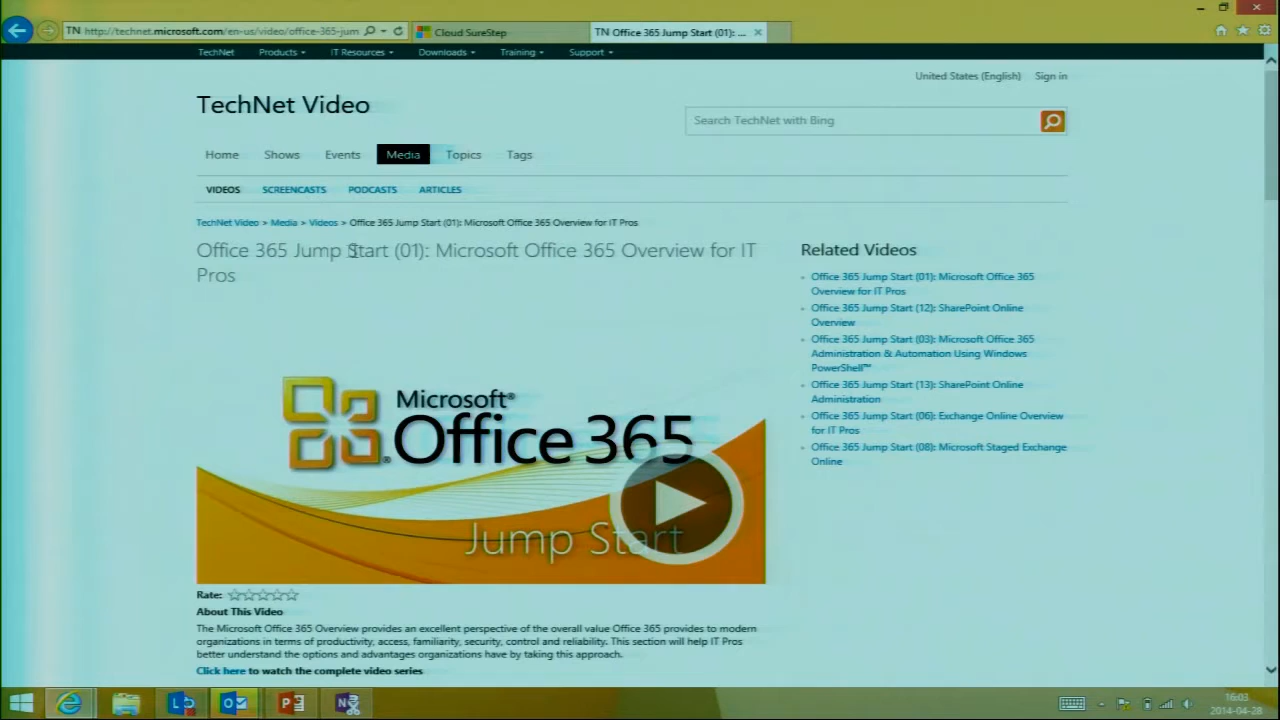 TN http://technet.microsoft.com/en-us/video/office-365-jum
Cloud SureStep
TN Office 365 Jump Start (01): ...
TechNet Products IT Resources Downloads Training Support
United States (English) Sign in
TechNet Video
Search TechNet with Bing
Home Shows Events Media Topics Tags
VIDEOS SCREENCASTS PODCASTS ARTICLES
TechNet Video > Media > Videos > Office 365 Jump Start (01): Microsoft Office 365 Overview for IT Pros
Office 365 Jump Start (01): Microsoft Office 365 Overview for IT
Pros
Microsoft®
Office 365
Jump Start
Rate:
About This Video
The Microsoft Office 365 Overview provides an excellent perspective of the overall value Office 365 provides to modern
organizations in terms of productivity, access, familiarity, security, control and reliability. This section will help IT Pros
better understand the options and advantages organizations have by taking this approach.
Click here to watch the complete video series
Related Videos
Office 365 Jump Start (01): Microsoft Office 365
Overview for IT Pros
Office 365 Jump Start (12): SharePoint Online
Overview
Office 365 Jump Start (03): Microsoft Office 365
Administration & Automation Using Windows
PowerShell™
Office 365 Jump Start (13): SharePoint Online
Administration
Office 365 Jump Start (06): Exchange Online Overview
for IT Pros
Office 365 Jump Start (08): Microsoft Staged Exchange
Online
16:03
2014-04-28